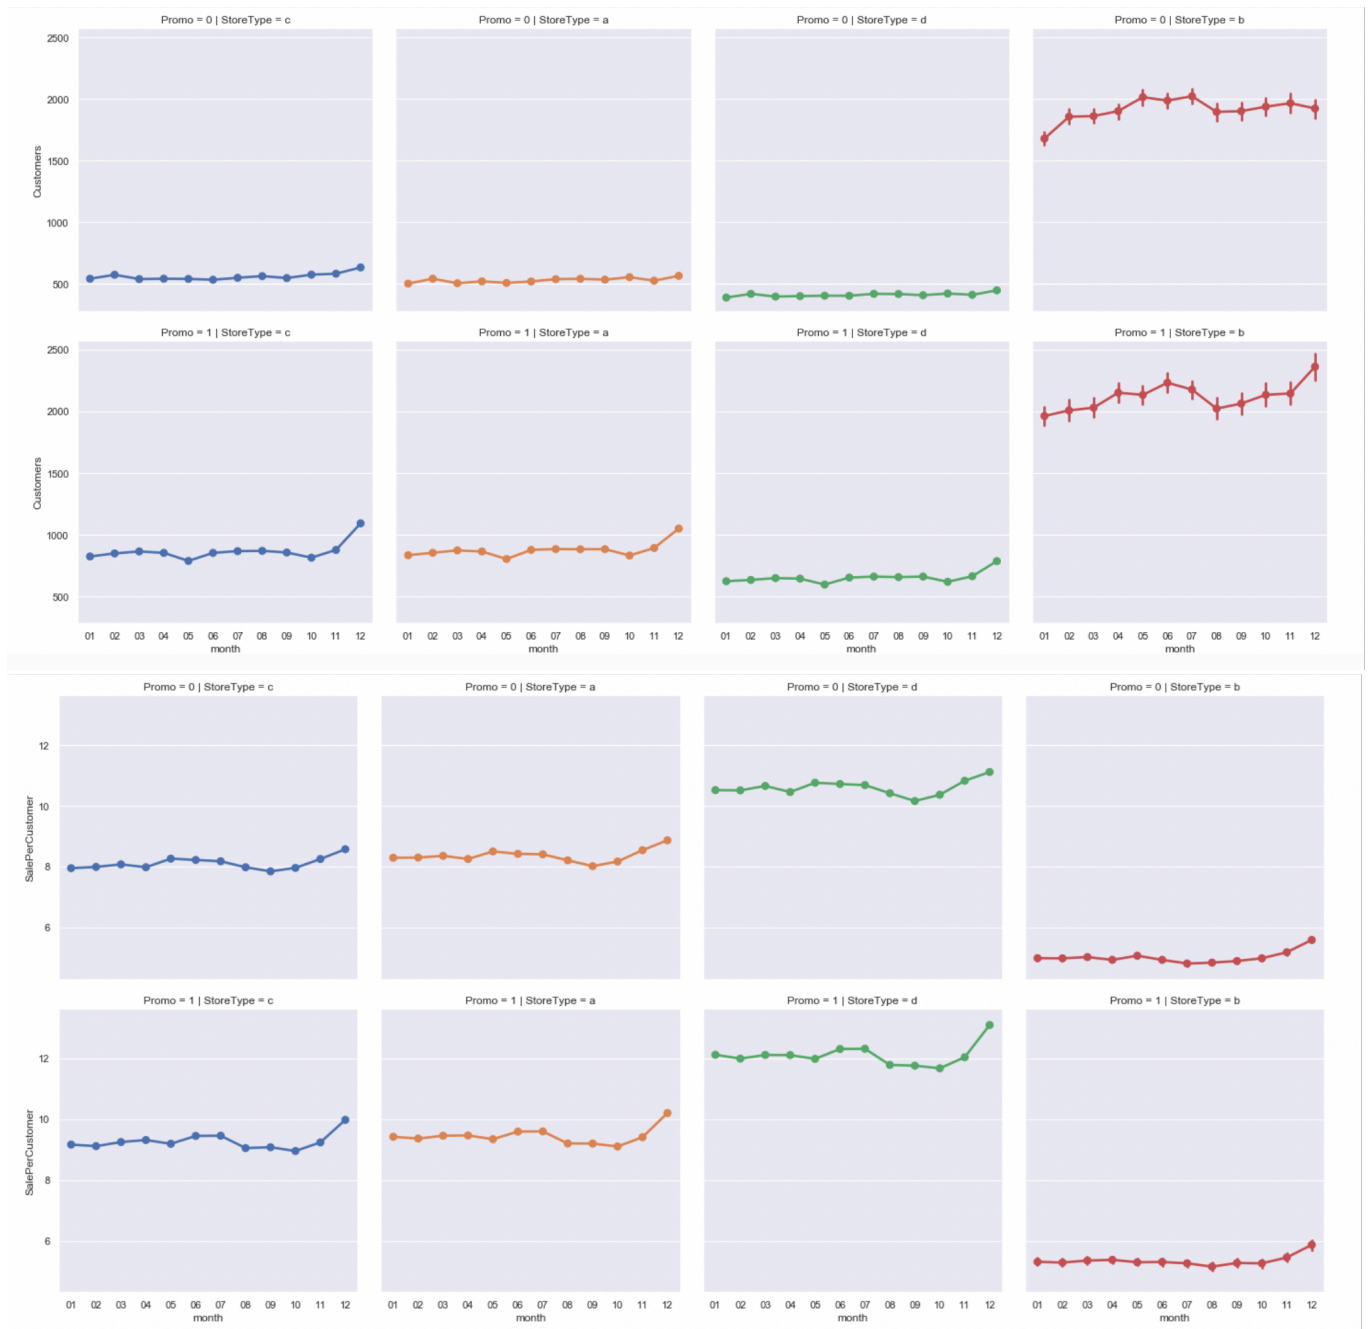 Promo = 0 | StoreType = c
Promo = 0 | StoreType = a
Promo = 0 | StoreType = d
Promo = 0 | StoreType = b
2500
2000
1500
1000
500
Customers
Promo = 1 | StoreType = c
Promo = 1 | StoreType = a
Promo = 1 | StoreType = d
Promo = 1 | StoreType = b
2500
2000
1500
1000
500
Customers
01 02 03 04 05 06 07 08 09 10 11 12
month
01 02 03 04 05 06 07 08 09 10 11 12
month
01 02 03 04 05 06 07 08 09 10 11 12
month
01 02 03 04 05 06 07 08 09 10 11 12
month
Promo = 0 | StoreType = c
Promo = 0 | StoreType = a
Promo = 0 | StoreType = d
Promo = 0 | StoreType = b
12
10
8
6
SalePerCustomer
Promo = 1 | StoreType = c
Promo = 1 | StoreType = a
Promo = 1 | StoreType = d
Promo = 1 | StoreType = b
12
10
8
6
SalePerCustomer
01 02 03 04 05 06 07 08 09 10 11 12
month
01 02 03 04 05 06 07 08 09 10 11 12
month
01 02 03 04 05 06 07 08 09 10 11 12
month
01 02 03 04 05 06 07 08 09 10 11 12
month